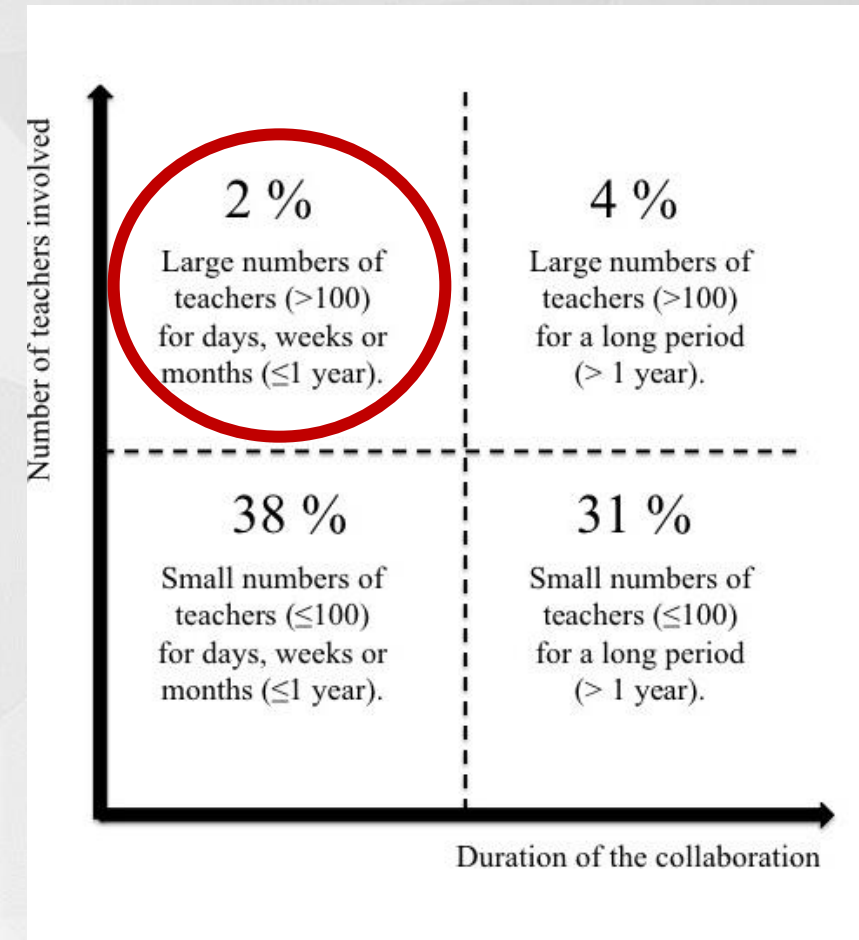 Number of teachers involved
2 %
Large numbers of
teachers (>100)
for days, weeks or
months (≤1 year).
4 %
Large numbers of
teachers (>100)
for a long period
(> 1 year).
38 %
Small numbers of
teachers (≤100)
for days, weeks or
months (≤1 year).
31 %
Small numbers of
teachers (≤100)
for a long period
(> 1 year).
Duration of the collaboration